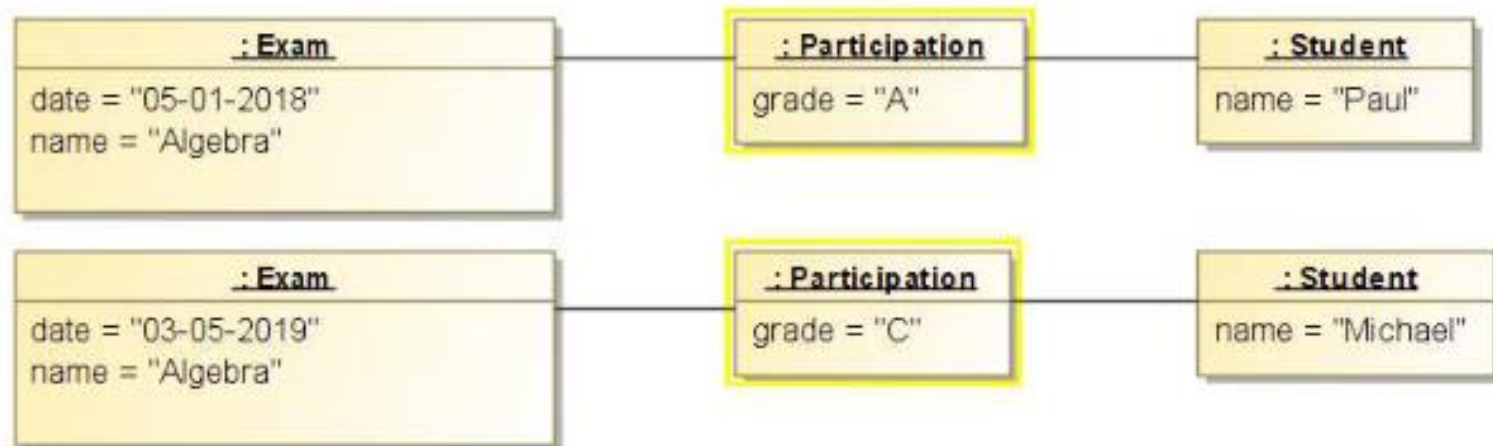 : Exam
date = "05-01-2018"
name = "Algebra"
: Participation
grade = "A"
: Student
name = "Paul"
: Exam
date = "03-05-2019"
name = "Algebra"
: Participation
grade = "C"
: Student
name = "Michael"